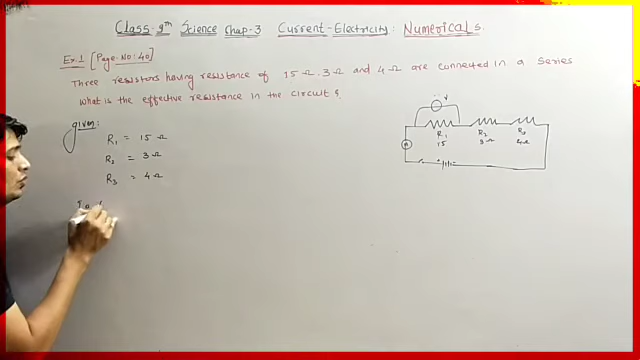 Class-9th Science Chap-3 Current-Electricity: Numericals.
Ex.1 [Page-No:40]
Three resistors having resistance of 15 Ω. 3 Ω and 4 Ω are connected in a series
What is the effective resistance in the circuit?
given:
R₁ = 15 Ω
R₂ = 3 Ω
R₃ = 4 Ω
V
R₁ R₂ R₃
15 3 Ω 4 Ω